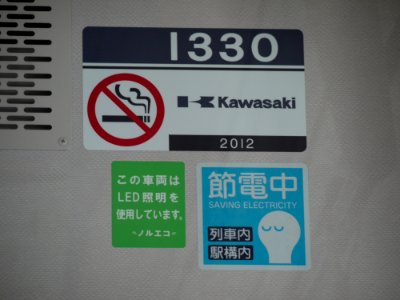 1330
Kawasaki
2012
この車両は
LED照明を
使用しています。
~ノルエコ~
節電中
SAVING ELECTRICITY
列車内
駅構内